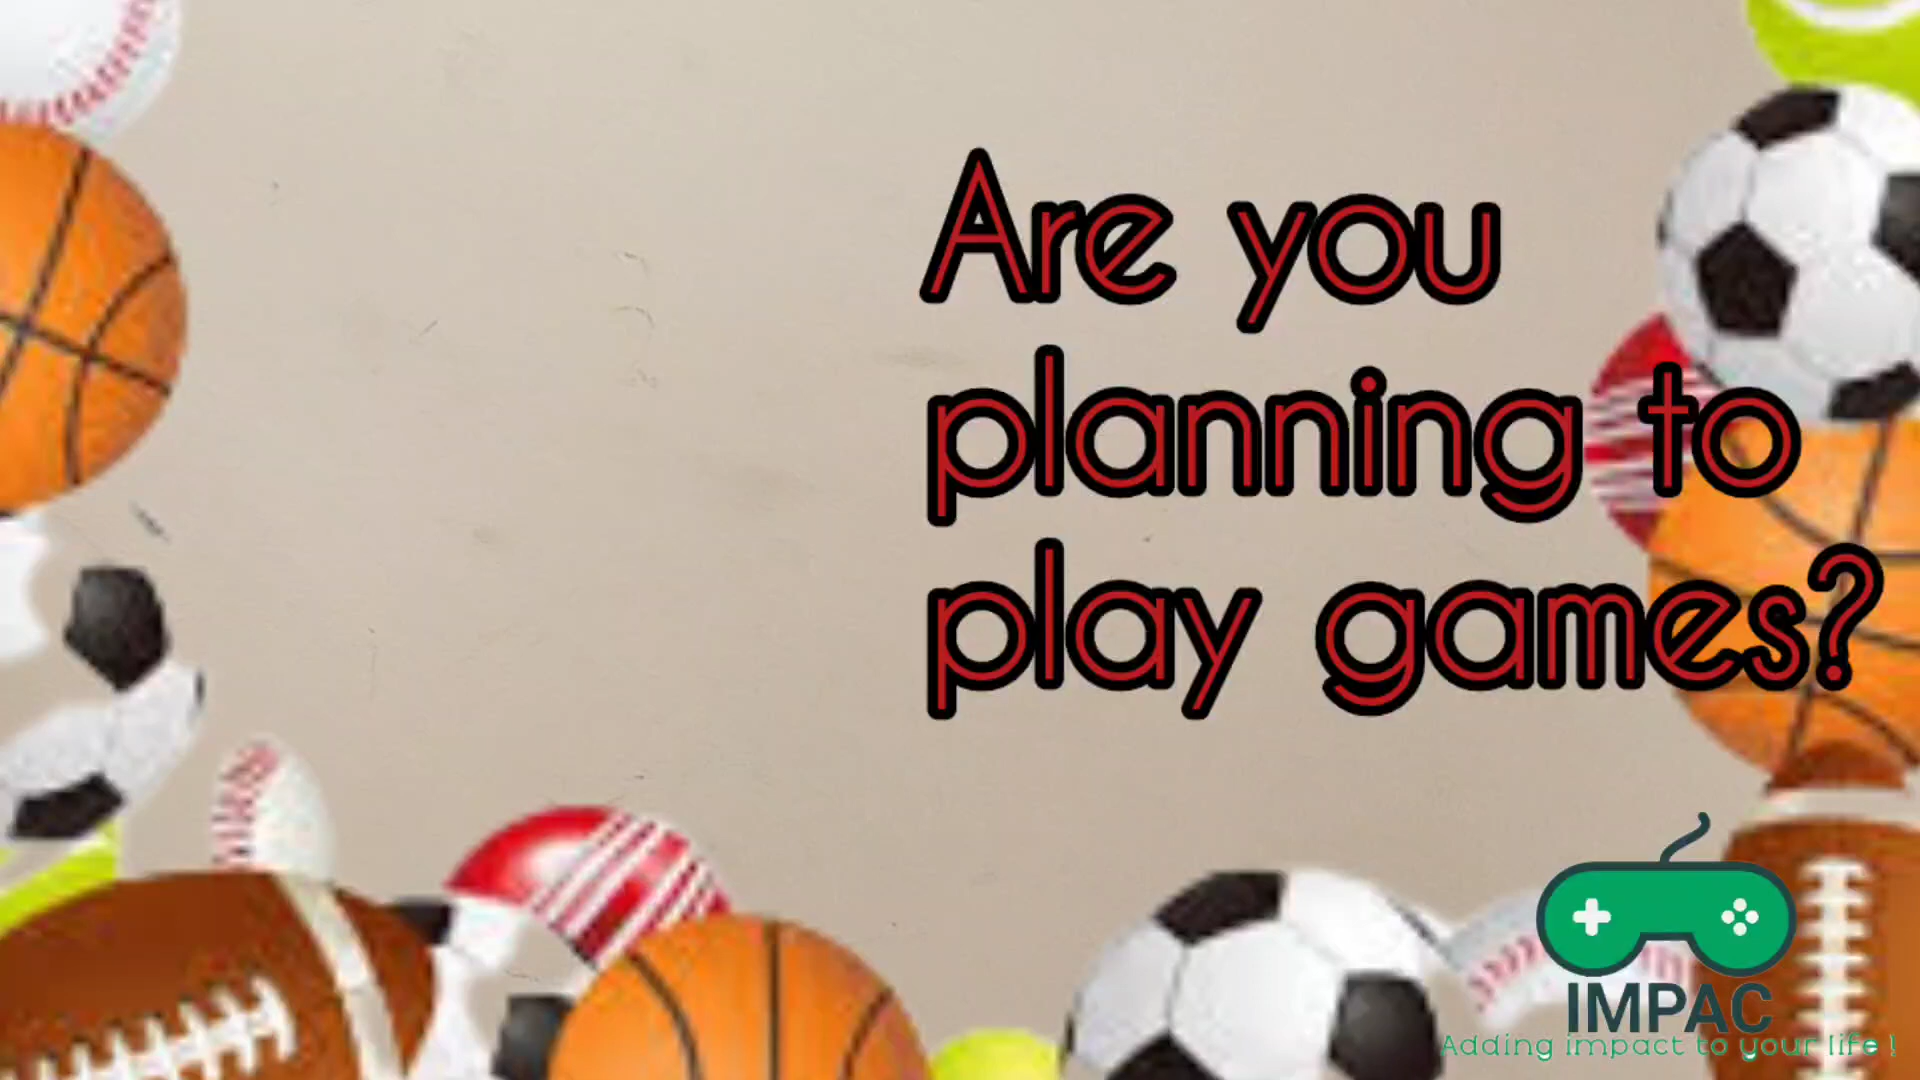 Are you
planning to
play games?
IMPAC
Adding impact to your life !